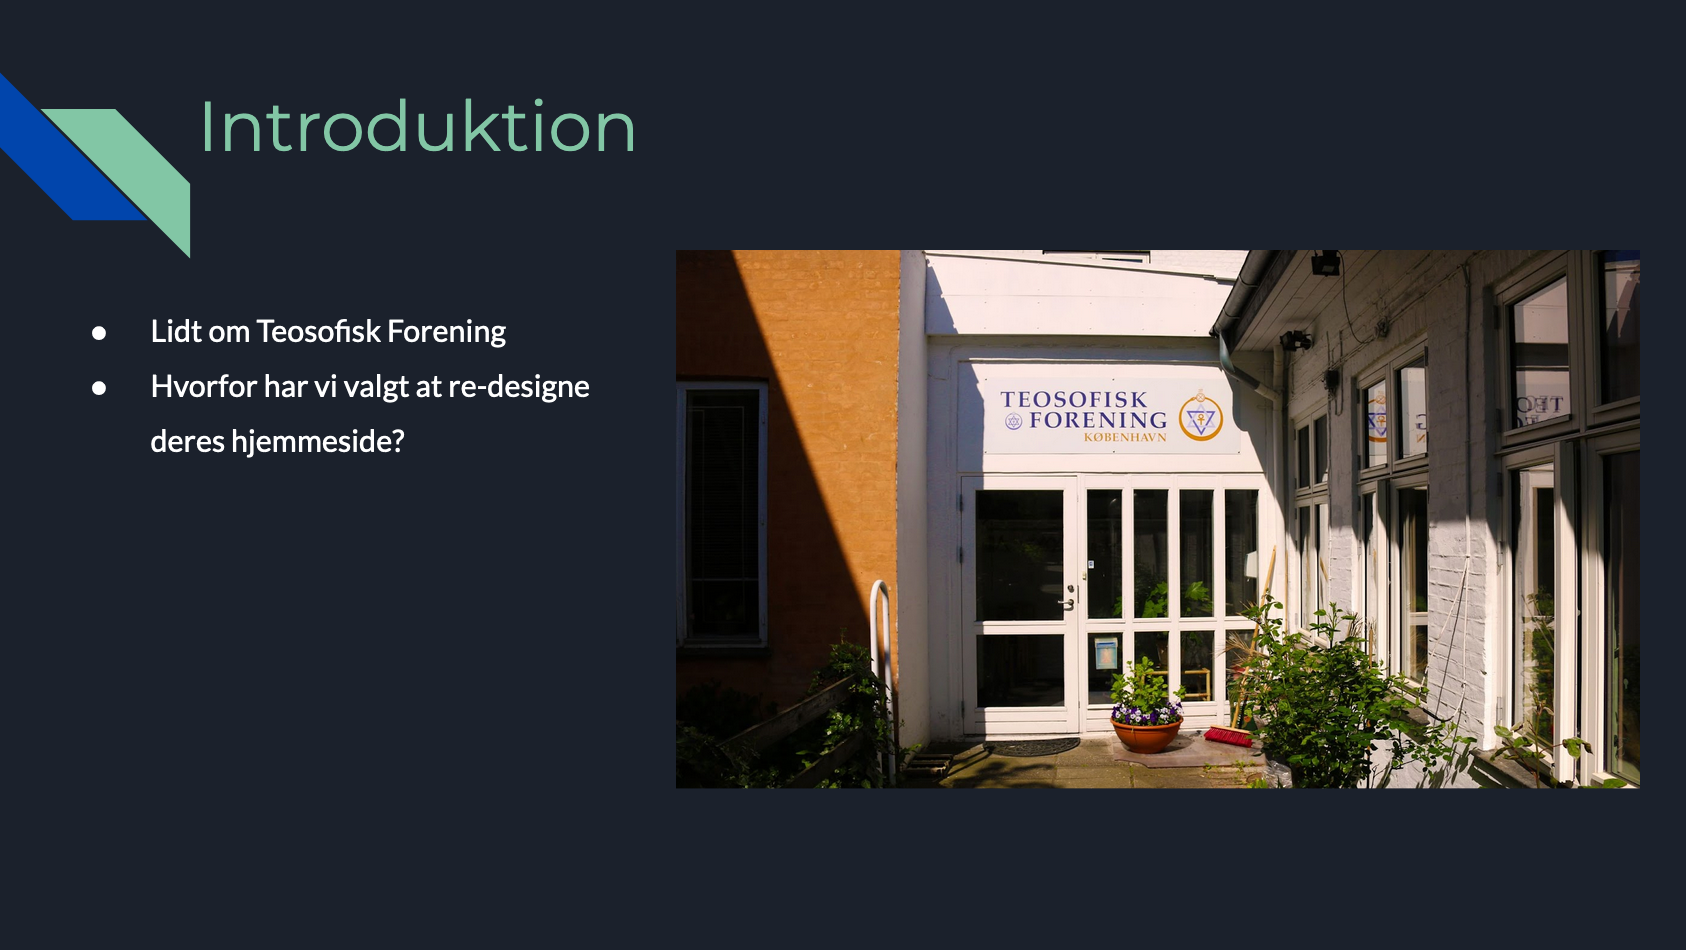 Introduktion
● Lidt om Teosofisk Forening
● Hvorfor har vi valgt at re-designe
deres hjemmeside?
TEOSOFISK
FORENING
KØBENHAVN